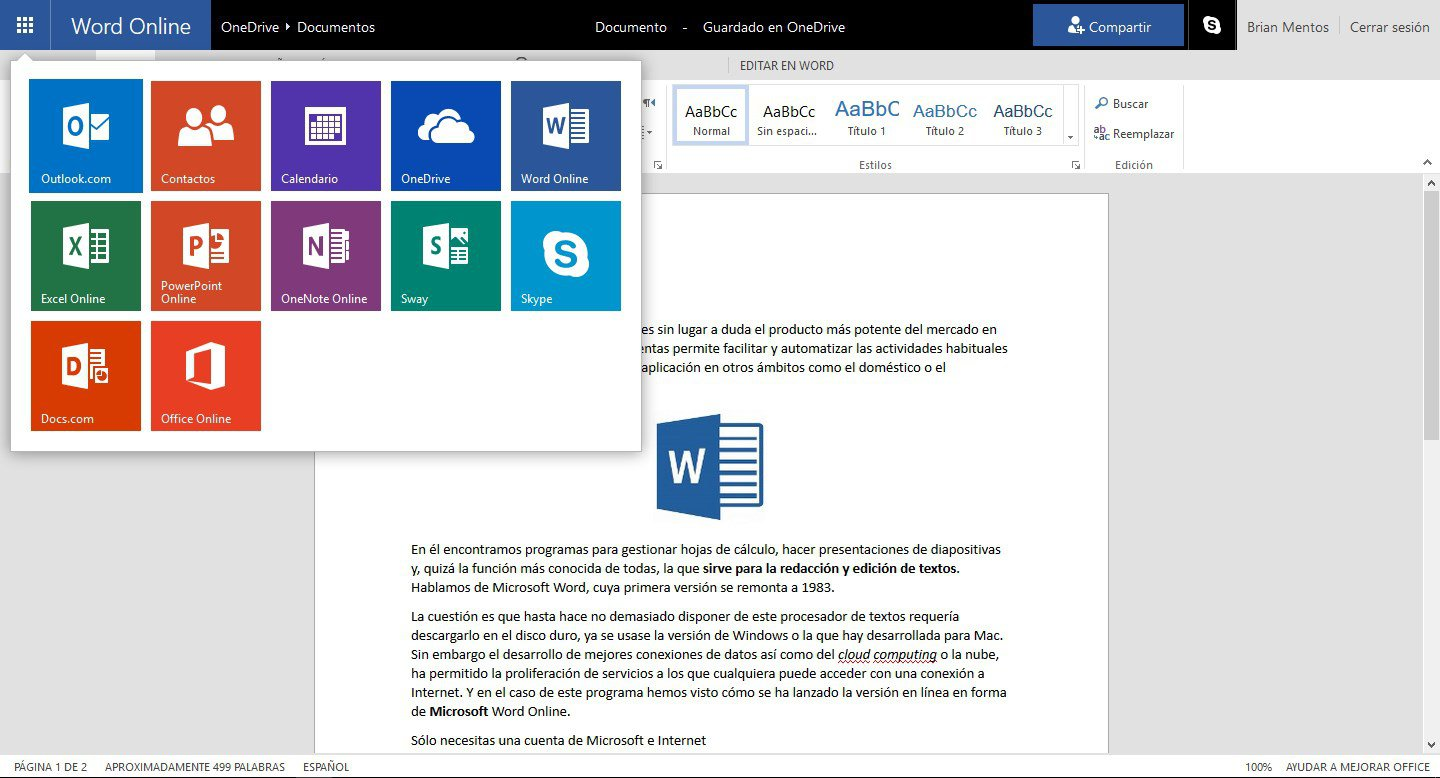 Word Online
OneDrive Documentos
Documento - Guardado en OneDrive
Compartir
Brian Mentos
Cerrar sesión
EDITAR EN WORD
Outlook.com
Contactos
Calendario
OneDrive
Word Online
Excel Online
PowerPoint
Online
OneNote Online
Sway
Skype
Docs.com
Office Online
AaBbCc
Normal
AaBbCc
Sin espaci...
AaBbC
Título 1
AaBbCc
Título 2
AaBbCc
Título 3
Estilos
Buscar
Reemplazar
Edición
es sin lugar a duda el producto más potente del mercado en
entas permite facilitar y automatizar las actividades habituales
aplicación en otros ámbitos como el doméstico o el
W
En él encontramos programas para gestionar hojas de cálculo, hacer presentaciones de diapositivas
y, quizá la función más conocida de todas, la que sirve para la redacción y edición de textos.
Hablamos de Microsoft Word, cuya primera versión se remonta a 1983.
La cuestión es que hasta hace no demasiado disponer de este procesador de textos requería
descargarlo en el disco duro, ya se usase la versión de Windows o la que hay desarrollada para Mac.
Sin embargo el desarrollo de mejores conexiones de datos así como del cloud computing o la nube,
ha permitido la proliferación de servicios a los que cualquiera puede acceder con una conexión a
Internet. Y en el caso de este programa hemos visto cómo se ha lanzado la versión en línea en forma
de Microsoft Word Online.
Sólo necesitas una cuenta de Microsoft e Internet
PÁGINA 1 DE 2
APROXIMADAMENTE 499 PALABRAS
ESPAÑOL
100%
AYUDAR A MEJORAR OFFICE